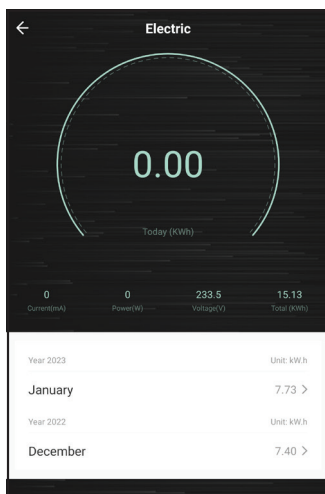 Electric
0.00
Today (KWh)
0 0 233.5 15.13
Current(mA) Power(W) Voltage(V) Total (KWh)
Year 2023 Unit: kW.h
January 7.73 >
Year 2022 Unit: kW.h
December 7.40 >